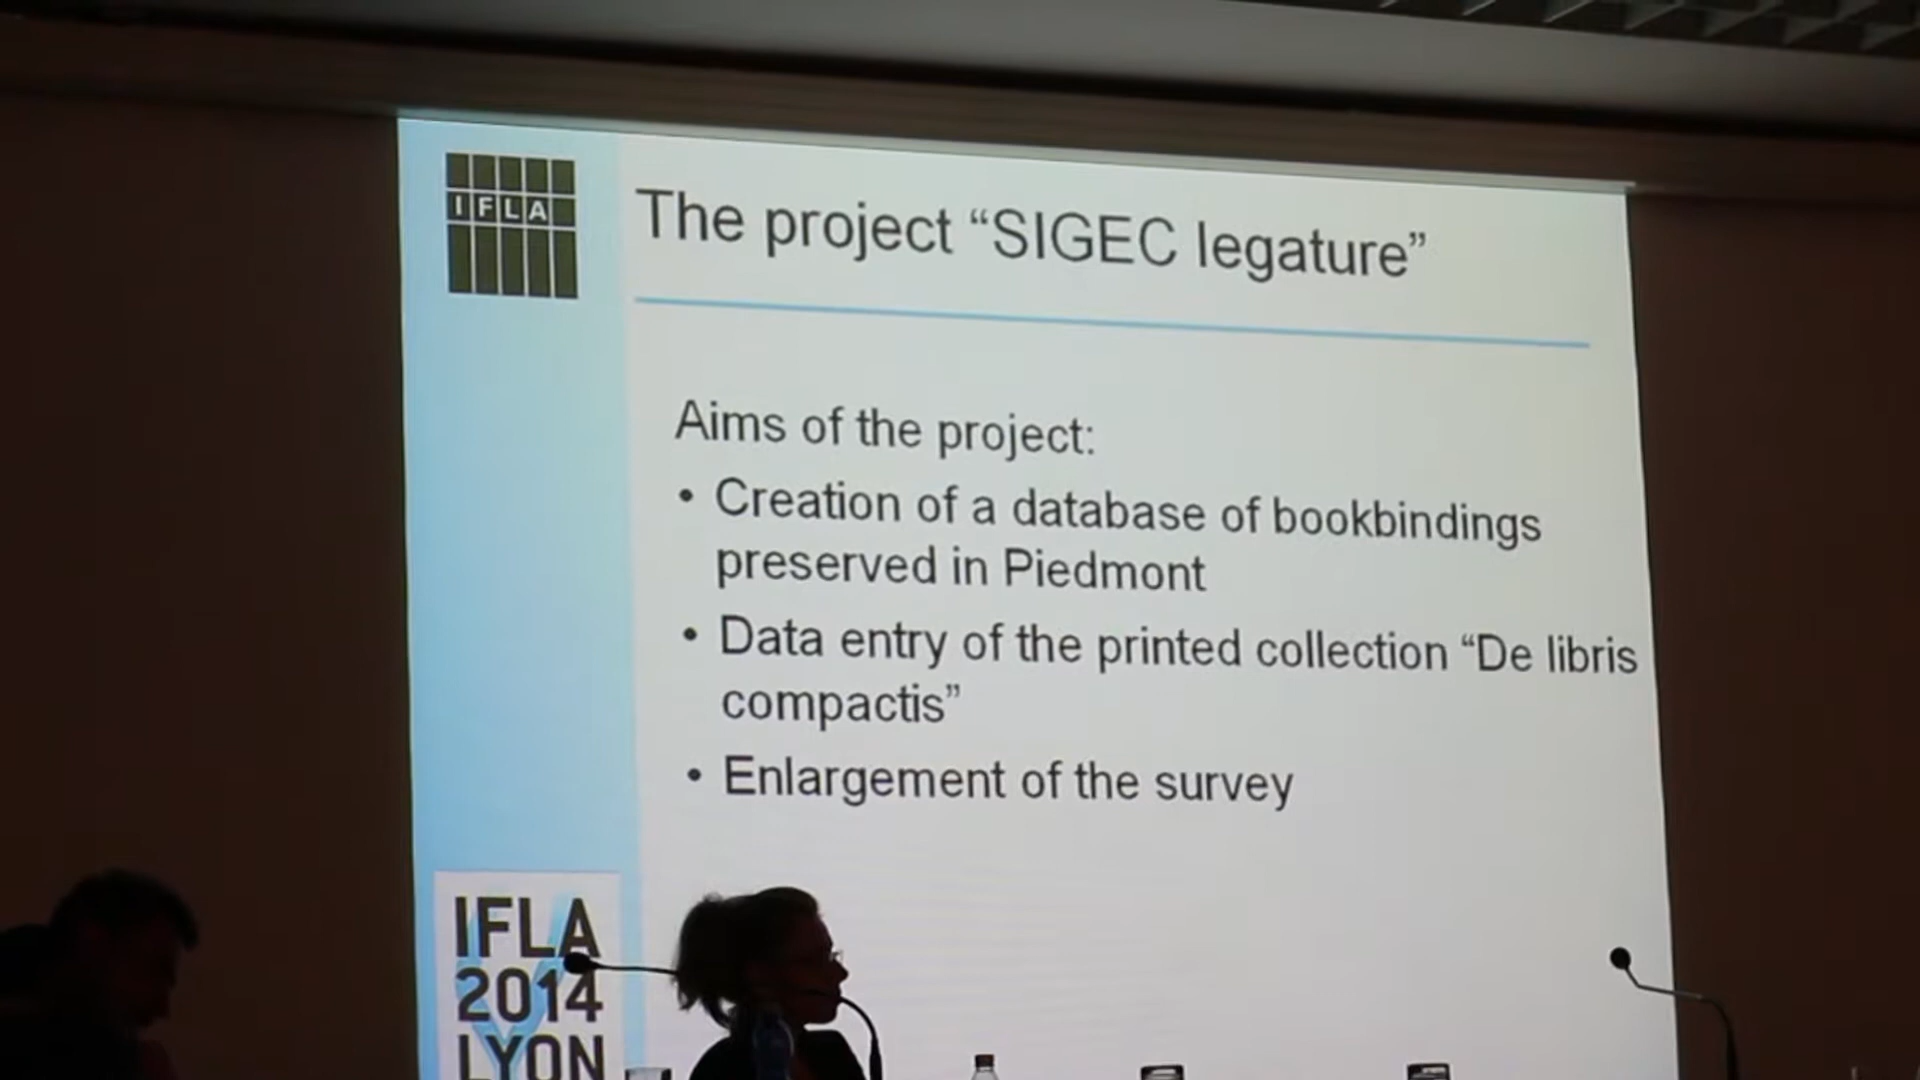 IFLA
The project “SIGEC legature”
Aims of the project:
• Creation of a database of bookbindings
preserved in Piedmont
• Data entry of the printed collection “De libris
compactis”
• Enlargement of the survey
IFLA
2014
LYON